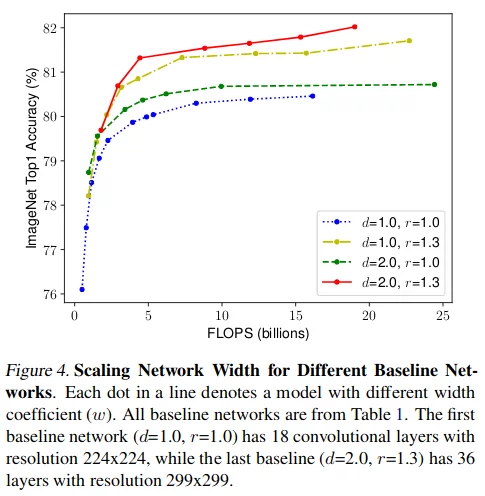 82
81
80
79
78
77
76
ImageNet Top1 Accuracy (%)
d=1.0, r=1.0
d=1.0, r=1.3
d=2.0, r=1.0
d=2.0, r=1.3
0 5 10 15 20 25
FLOPS (billions)
Figure 4. Scaling Network Width for Different Baseline Net-
works. Each dot in a line denotes a model with different width
coefficient (w). All baseline networks are from Table 1. The first
baseline network (d=1.0, r=1.0) has 18 convolutional layers with
resolution 224x224, while the last baseline (d=2.0, r=1.3) has 36
layers with resolution 299x299.